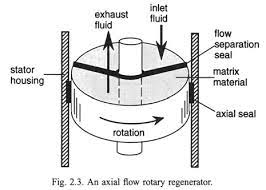 exhaust
fluid
inlet
fluid
flow
separation
seal
stator
housing
matrix
material
axial seal
rotation
Fig. 2.3. An axial flow rotary regenerator.